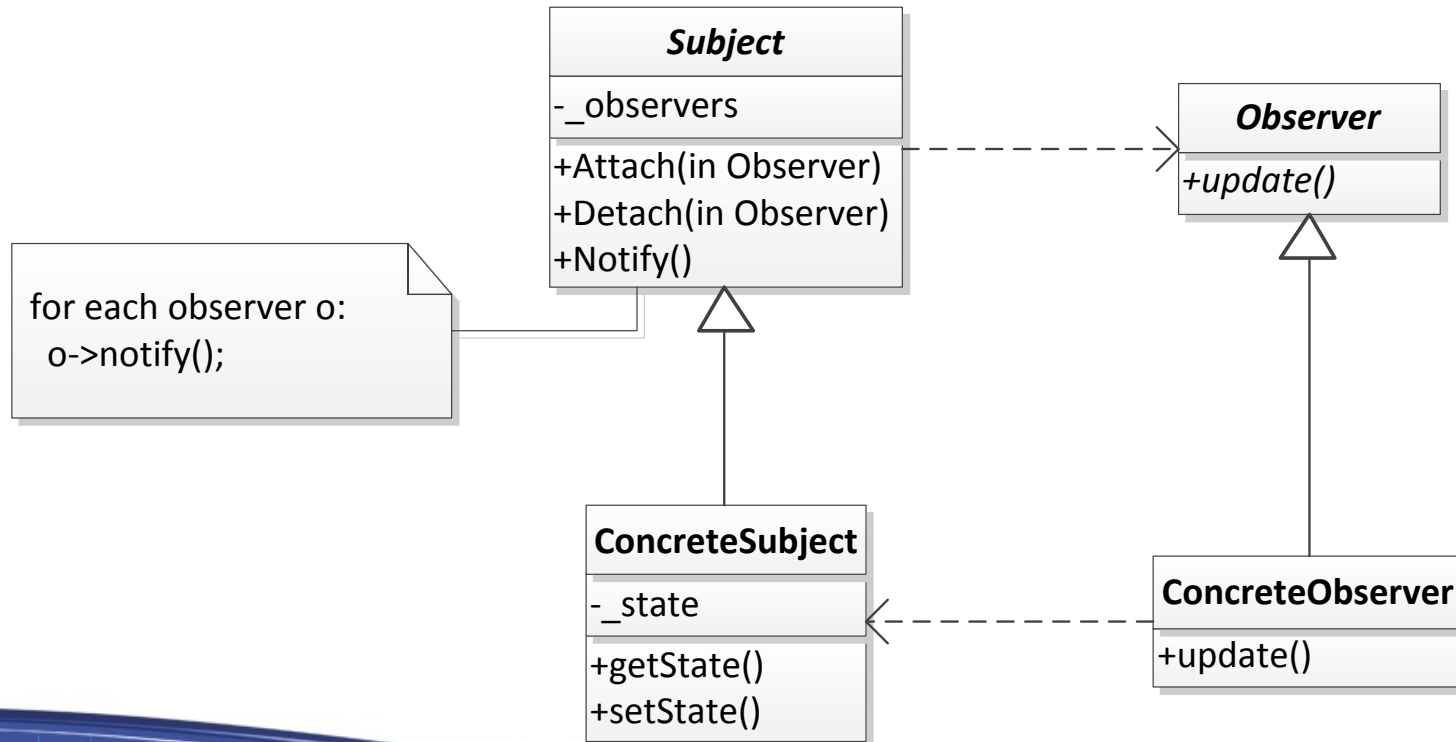 Subject
-_observers
+Attach(in Observer)
+Detach(in Observer)
+Notify()
Observer
+update()
for each observer o:
o->notify();
ConcreteSubject
-_state
+getState()
+setState()
ConcreteObserver
+update()